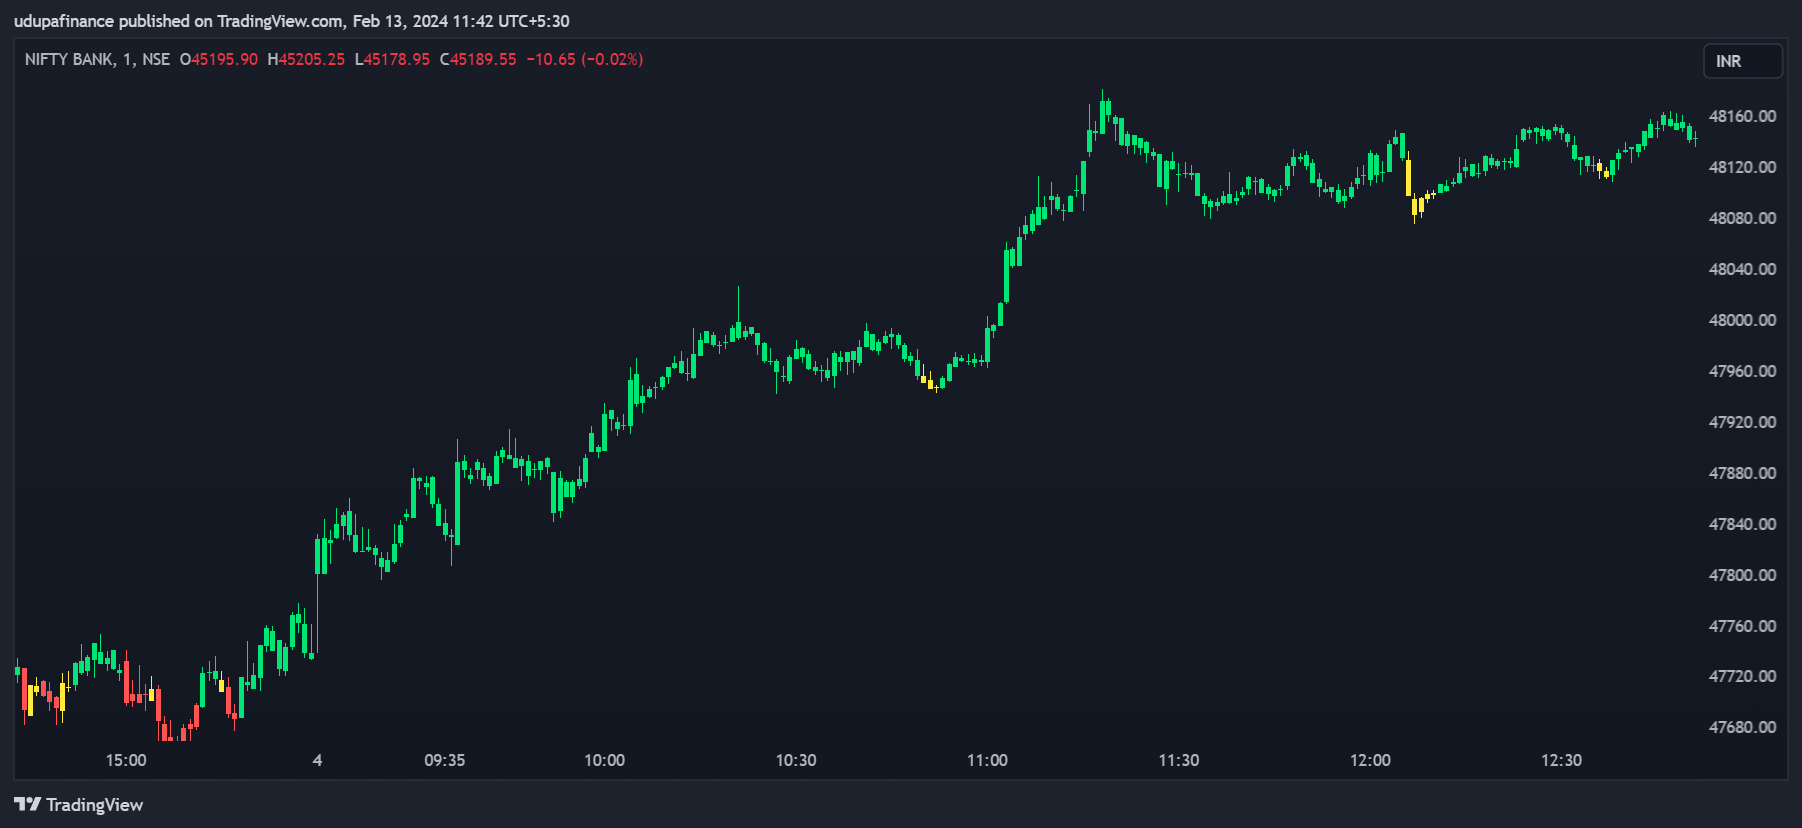 udupafinance published on TradingView.com, Feb 13, 2024 11:42 UTC+5:30
NIFTY BANK, 1, NSE O45195.90 H45205.25 L45178.95 C45189.55 −10.65 (−0.02%)
INR
48160.00
48120.00
48080.00
48040.00
48000.00
47960.00
47920.00
47880.00
47840.00
47800.00
47760.00
47720.00
47680.00
15:00 4 09:35 10:00 10:30 11:00 11:30 12:00 12:30
TradingView